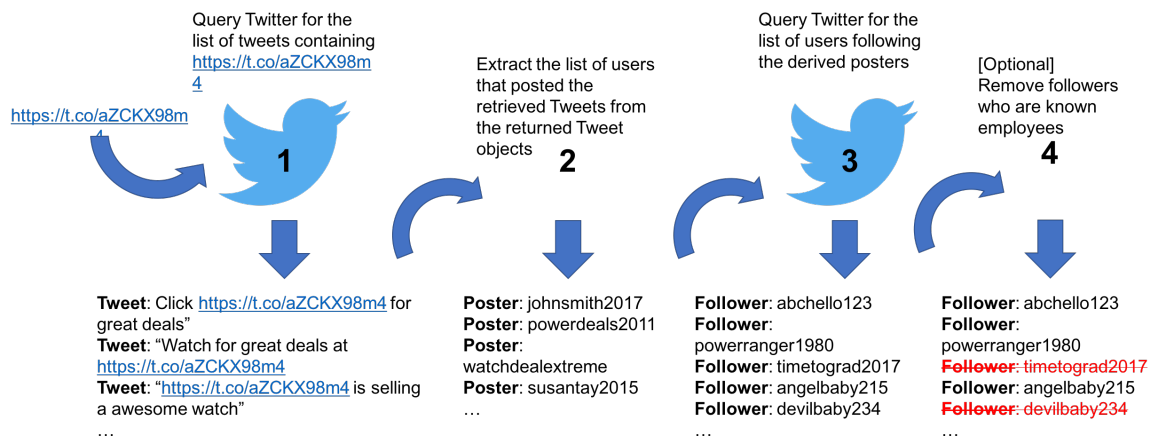 https://t.co/aZCKX98m
4
Query Twitter for the
list of tweets containing
https://t.co/aZCKX98m
4
1
Tweet: Click https://t.co/aZCKX98m4 for
great deals”
Tweet: “Watch for great deals at
https://t.co/aZCKX98m4
Tweet: “https://t.co/aZCKX98m4 is selling
a awesome watch”
…
Extract the list of users
that posted the
retrieved Tweets from
the returned Tweet
objects
2
Poster: johnsmith2017
Poster: powerdeals2011
Poster:
watchdealextreme
Poster: susantay2015
…
Query Twitter for the
list of users following
the derived posters
3
Follower: abchello123
Follower:
powerranger1980
Follower: timetograd2017
Follower: angelbaby215
Follower: devilbaby234
…
[Optional]
Remove followers
who are known
employees
4
Follower: abchello123
Follower:
powerranger1980
Follower: timetograd2017
Follower: angelbaby215
Follower: devilbaby234
…